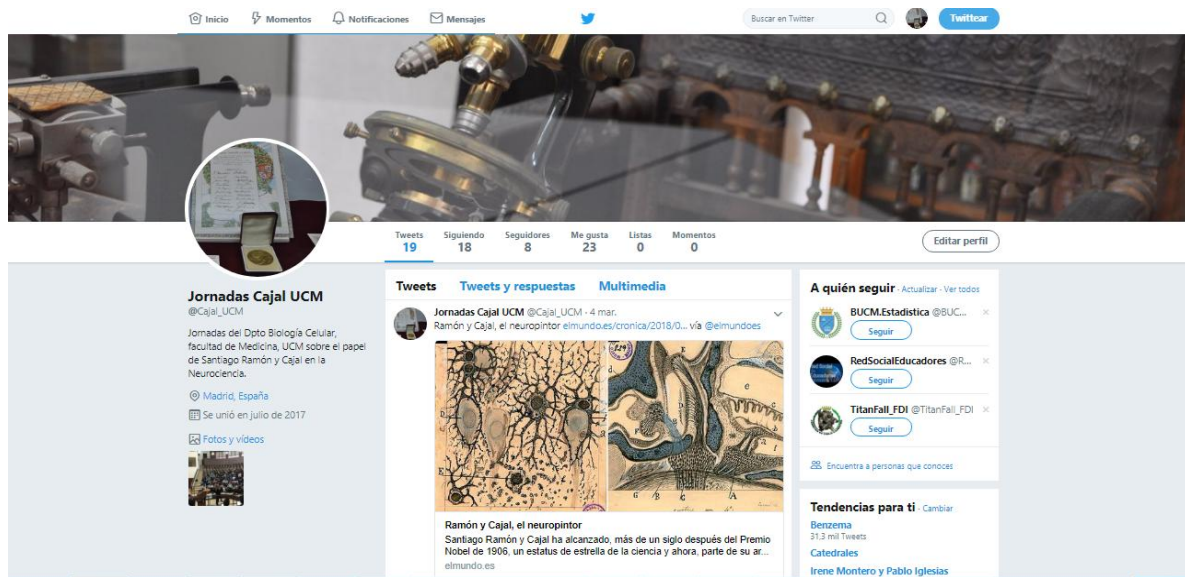 Inicio
Momentos
Notificaciones
Mensajes
Buscar en Twitter
Twittear
Tweets
19
Siguiendo
18
Seguidores
8
Me gusta
23
Listas
0
Momentos
0
Editar perfil
Jornadas Cajal UCM
@Cajal_UCM
Jornadas del Dpto Biología Celular,
facultad de Medicina, UCM sobre el papel
de Santiago Ramón y Cajal en la
Neurociencia.
Madrid, España
Se unió en julio de 2017
Fotos y vídeos
Tweets
Tweets y respuestas
Multimedia
Jornadas Cajal UCM @Cajal_UCM · 4 mar.
Ramón y Cajal, el neuropintor elmundo.es/cronica/2018/0... vía @elmundoes
Ramón y Cajal, el neuropintor
Santiago Ramón y Cajal ha alcanzado, más de un siglo después del Premio
Nobel de 1906, un estatus de estrella de la ciencia y ahora, parte de su ar...
elmundo.es
A quién seguir · Actualizar · Ver todos
BUCM.Estadistica @BUC...
Seguir
RedSocialEducadores @R...
Seguir
TitanFall_FDI @TitanFall_FDI
Seguir
Encuentra a personas que conoces
Tendencias para ti · Cambiar
Benzema
31,3 mil Tweets
Catedrales
Irene Montero y Pablo Iglesias